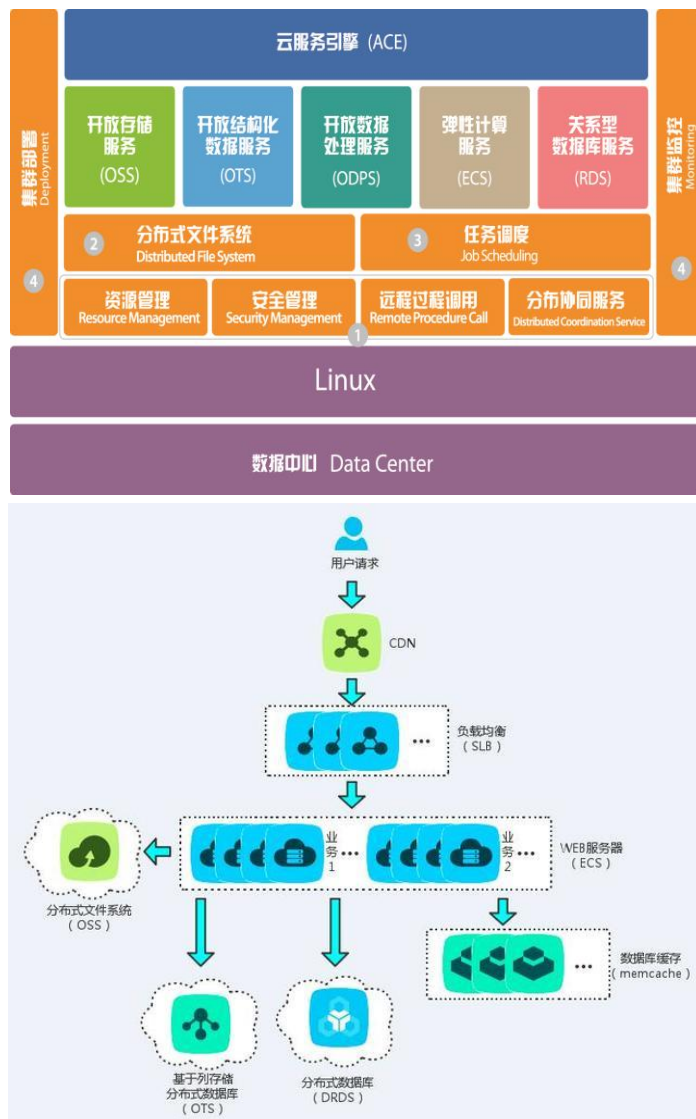 云服务引擎 (ACE)
集群部署
Deployment
4
开放存储
服务
(OSS)
开放结构化
数据服务
(OTS)
开放数据
处理服务
(ODPS)
弹性计算
服务
(ECS)
关系型
数据库服务
(RDS)
集群监控
Monitoring
4
2
分布式文件系统
Distributed File System
3
任务调度
Job Scheduling
资源管理
Resource Management
安全管理
Security Management
远程过程调用
Remote Procedure Call
分布协同服务
Distributed Coordination Service
1
Linux
数据中心 Data Center
用户请求
CDN
负载均衡
(SLB)
...
业务1
...
业务2
...
WEB服务器
(ECS)
分布式文件系统
(OSS)
...
数据库缓存
(memcache)
基于列存储
分布式数据库
(OTS)
分布式数据库
(DRDS)